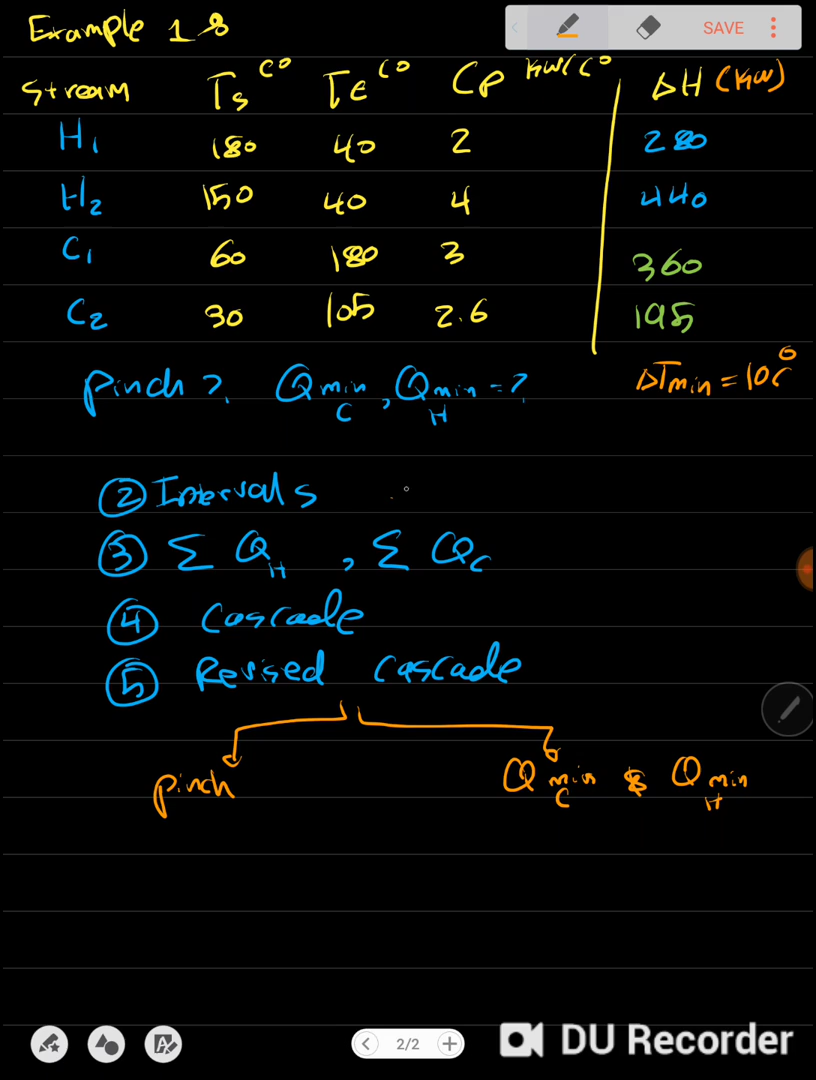 Example 1 8
SAVE
Stream Ts C° TE C° CP KW/C° ΔH (KW)
H1 180 40 2 280
H2 150 40 4 440
C1 60 180 3 360
C2 30 105 2.6 195
pinch ?, Qmin C , Qmin H = ? ΔTmin = 10C°
② Intervals
③ Σ QH , Σ QC
④ Cascade
⑤ Revised Cascade
pinch Qmin C & Qmin H
2/2
DU Recorder